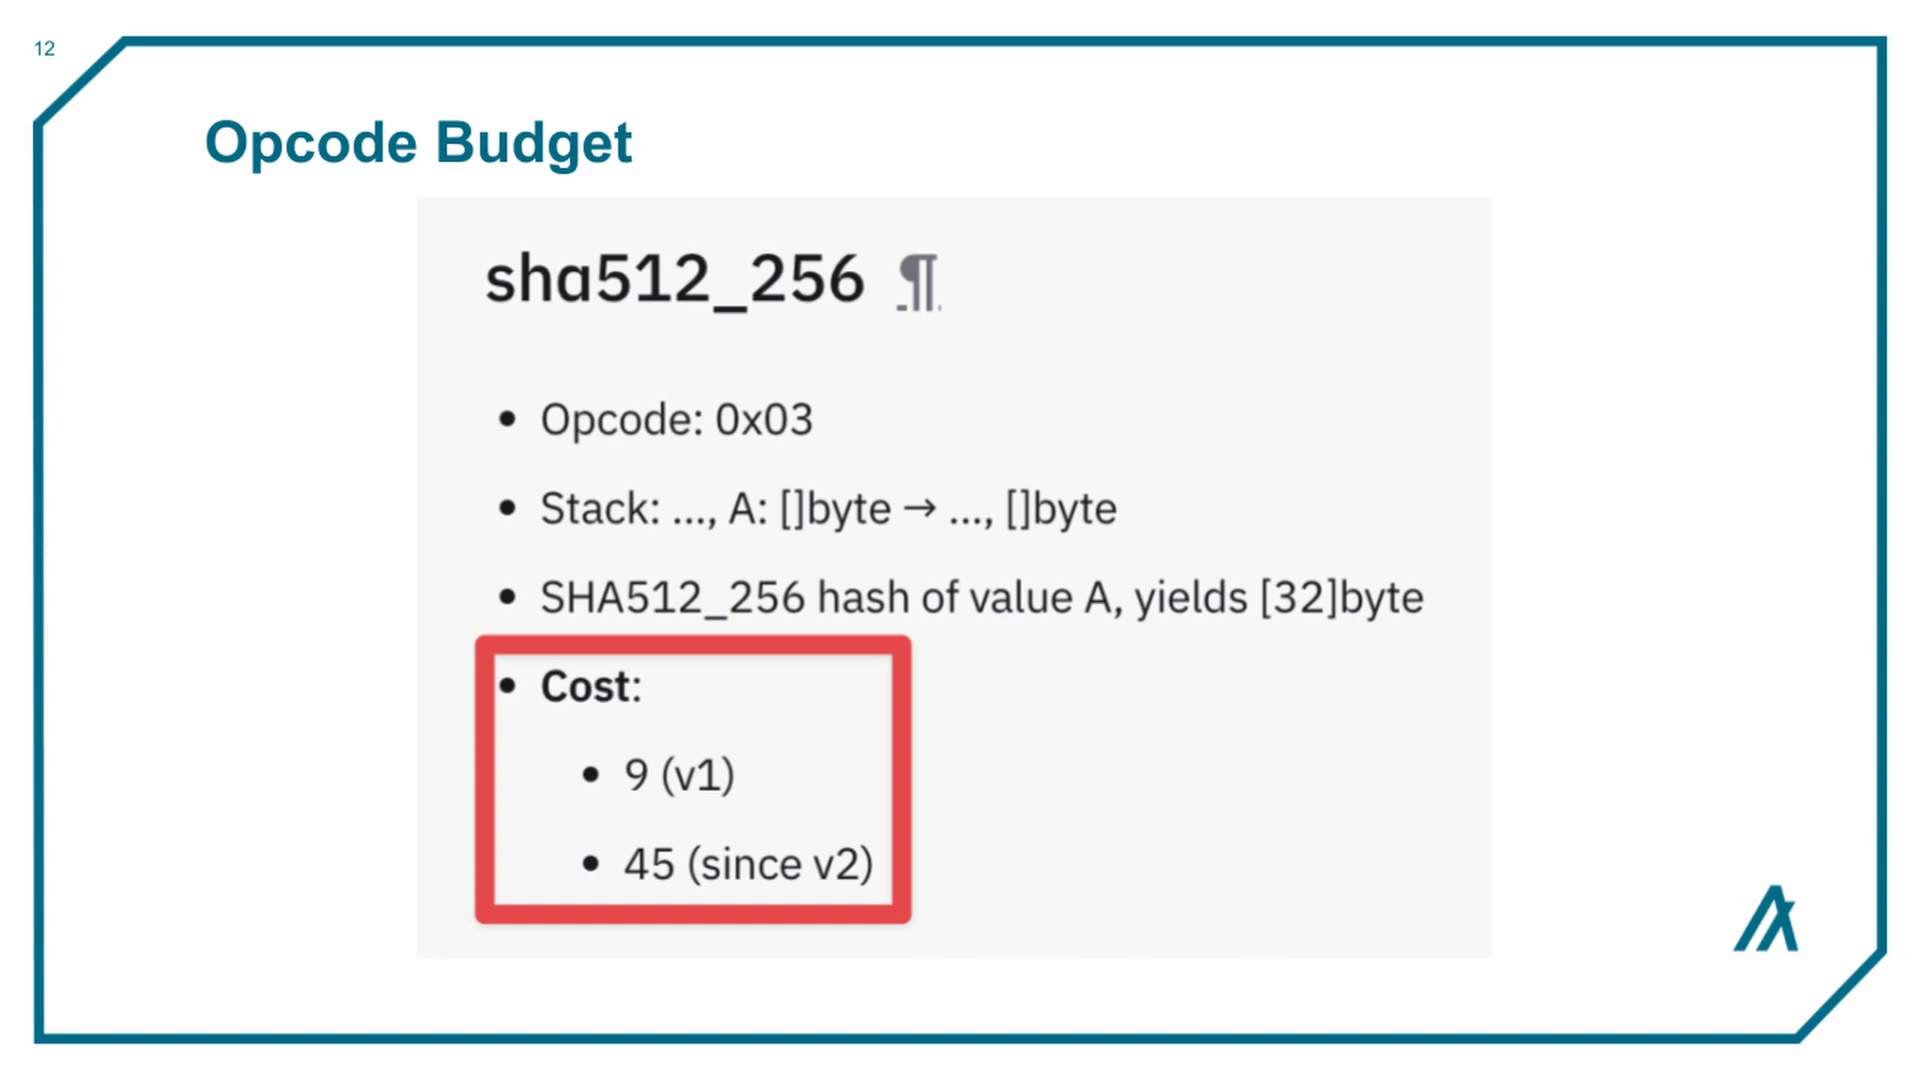 12
Opcode Budget
sha512_256 ¶
• Opcode: 0x03
• Stack: ..., A: []byte → ..., []byte
• SHA512_256 hash of value A, yields [32]byte
• Cost:
• 9 (v1)
• 45 (since v2)